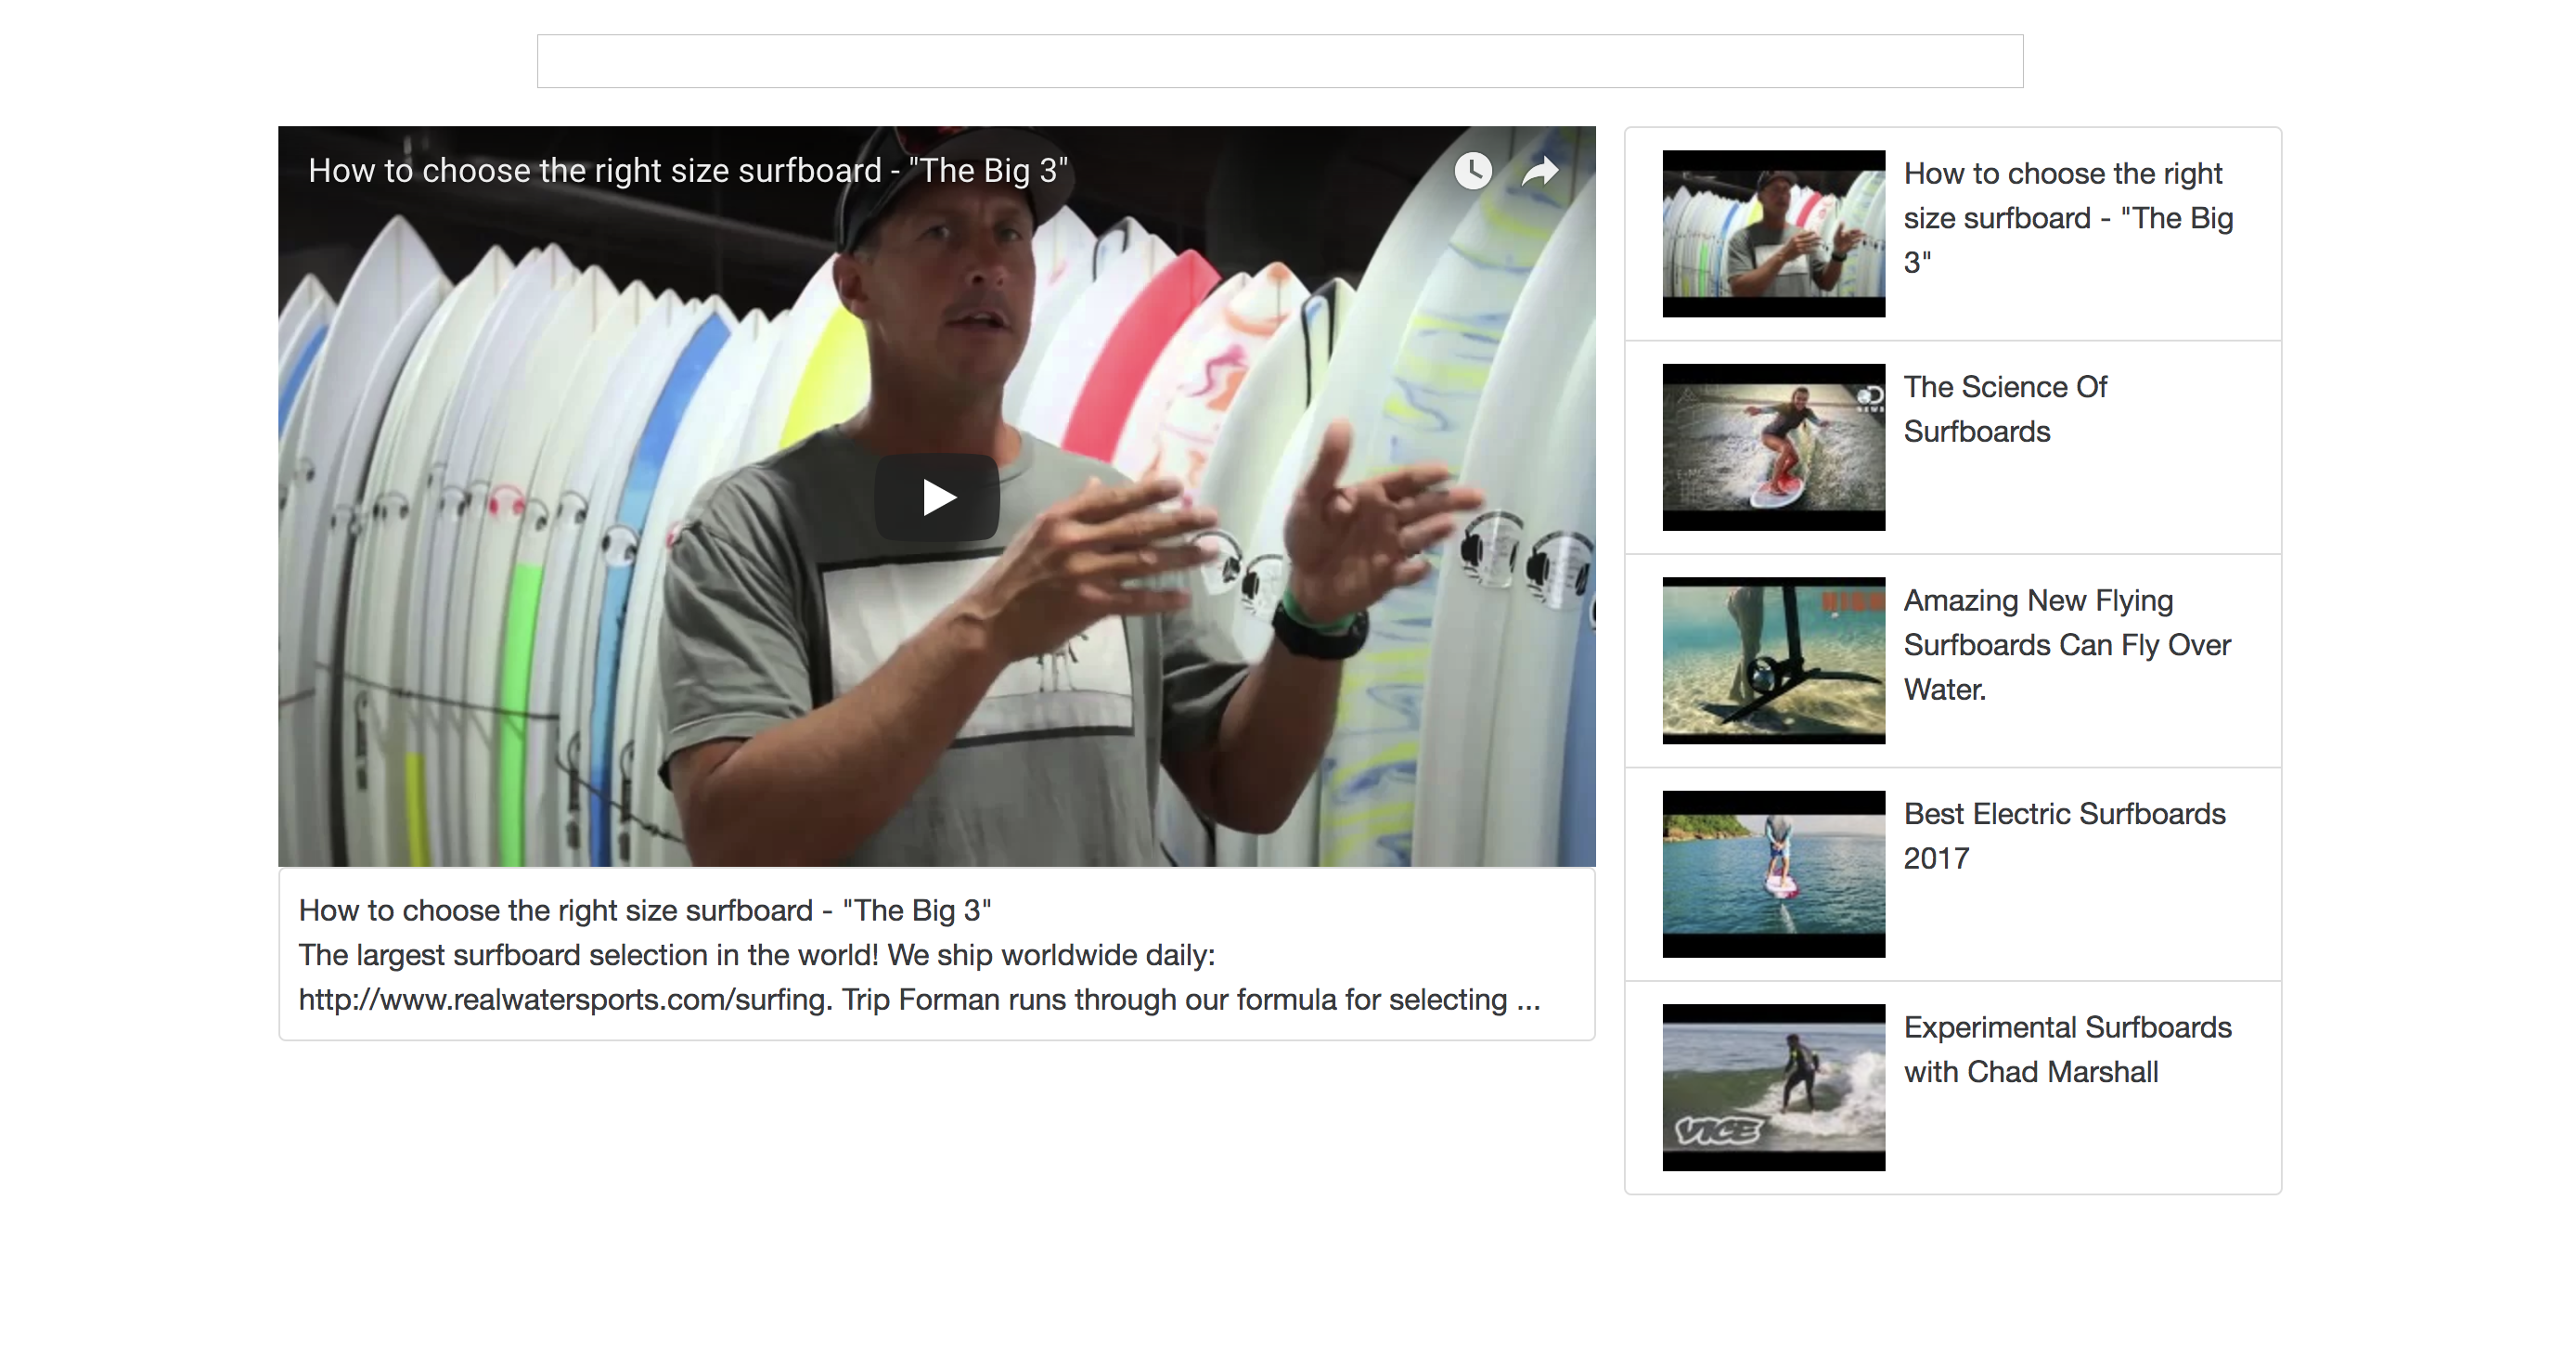 How to choose the right size surfboard - "The Big 3"
How to choose the right size surfboard - "The Big 3"
The largest surfboard selection in the world! We ship worldwide daily:
http://www.realwatersports.com/surfing. Trip Forman runs through our formula for selecting ...
How to choose the right
size surfboard - "The Big
3"
The Science Of
Surfboards
NEWS
Amazing New Flying
Surfboards Can Fly Over
Water.
Best Electric Surfboards
2017
Experimental Surfboards
with Chad Marshall
VICE